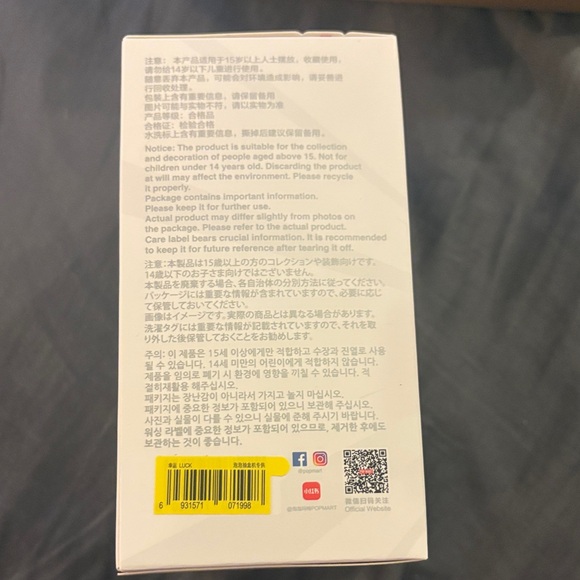 注意：本产品适用于15岁以上人士摆放、收藏使用，
请勿给14岁以下儿童进行使用。
随意丢弃本产品，可能会对环境造成影响，请妥善进
行回收处理。
包装上含有重要信息，请保留备用
图片可能与实物不符，请以实物为准
产品等级：合格品
合格证：检验合格
水洗标上含有重要信息，撕掉后建议保留备用。
Notice: The product is suitable for the collection
and decoration of people aged above 15. Not for
children under 14 years old. Discarding the product
at will may affect the environment. Please recycle
it properly.
Package contains important information.
Please keep it for further use.
Actual product may differ slightly from photos on
the package. Please refer to the actual product.
Care label bears crucial information. It is recommended
to keep it for future reference after tearing it off.
注意：本製品は15歳以上の方のコレクションや装飾向けです。
14歳以下のお子さま向けではございません。
本製品を廃棄する場合、各自治体の分別方法に従ってください。
パッケージには重要な情報が含まれていますので、必要に応じ
て保管しておいてください。
画像はイメージです。実際の商品とは異なる場合があります。
洗濯タグには重要な情報が記載されていますので、それを取
り外した後保管しておくことをお勧めします。
주의: 이 제품은 15세 이상에게만 적합하고 수장과 진열로 사용
될 수 있습니다. 14세 미만의 어린이에게 적합하지 않습니다.
제품을 임의로 폐기 시 환경에 영향을 끼칠 수 있습니다. 적
절히재활용 해주십시오.
패키지는 장난감이 아니라서 가지고 놀지 마십시오.
패키지에 중요한 정보가 포함되어 있으니 보관해 주십시오.
사진과 실물이 다를 수 있으니 실물에 준해 주시기 바랍니다.
워싱 라벨에 중요한 정보가 포함되어 있으므로, 제거한 후에도
보관하는 것이 좋습니다.
单品 LUCK
6 931571 071998
@popmart
小红书
POPMART
微信扫码关注
Official Website